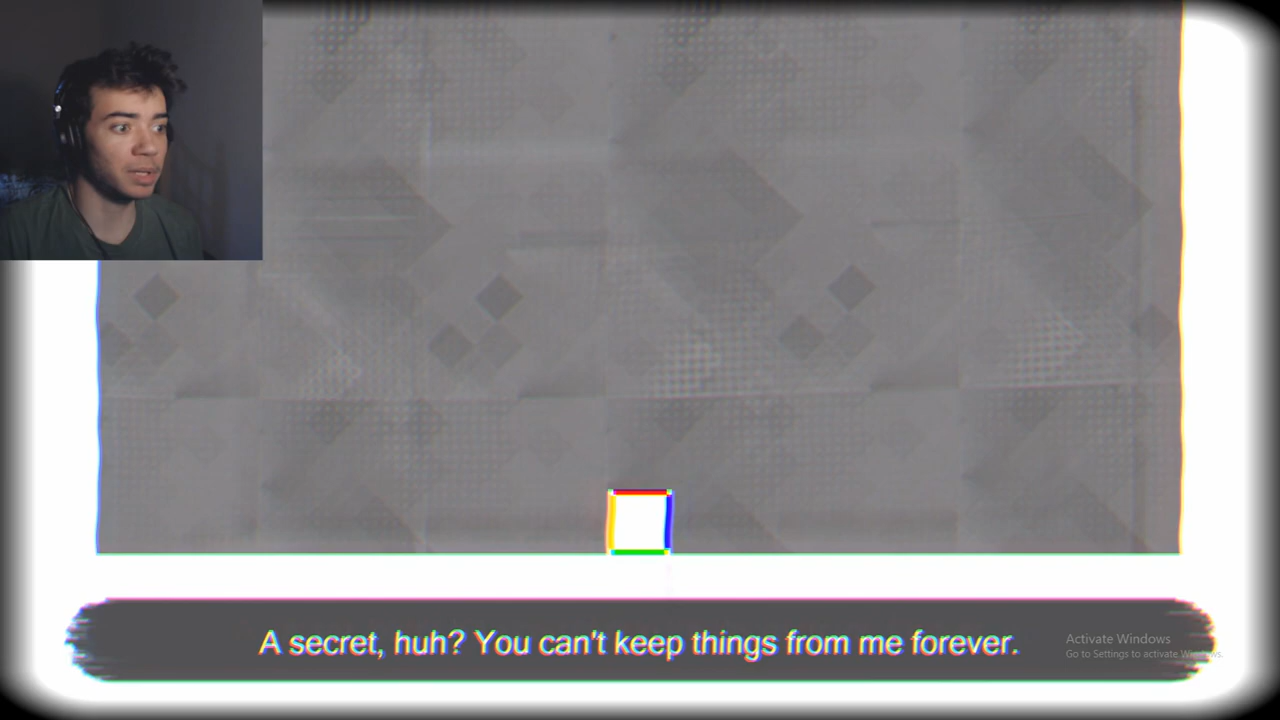 A secret, huh? You can't keep things from me forever.
Activate Windows
Go to Settings to activate Windows.